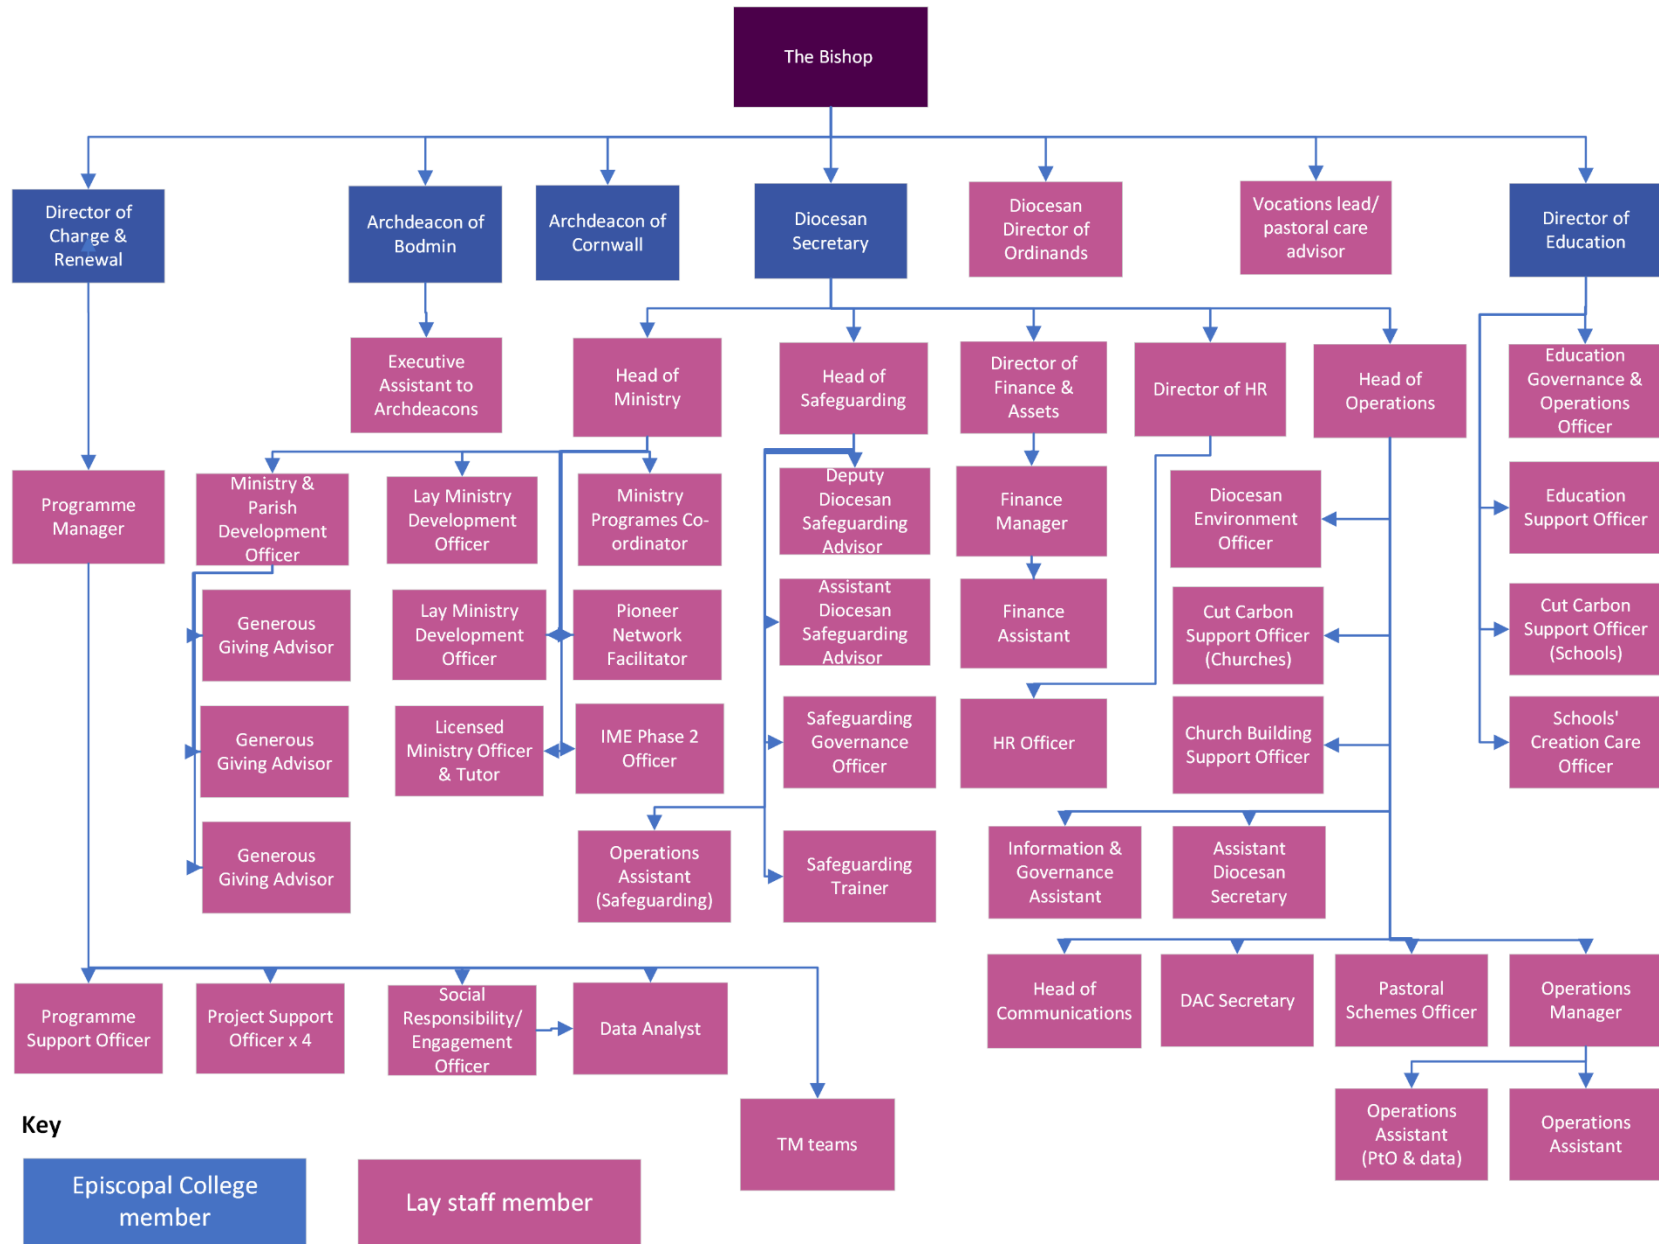 The Bishop
Director of
Change &
Renewal
Archdeacon of
Bodmin
Archdeacon of
Cornwall
Diocesan
Secretary
Diocesan
Director of
Ordinands
Vocations lead/
pastoral care
advisor
Director of
Education
Executive
Assistant to
Archdeacons
Head of
Ministry
Head of
Safeguarding
Director of
Finance &
Assets
Director of HR
Head of
Operations
Education
Governance &
Operations
Officer
Programme
Manager
Ministry &
Parish
Development
Officer
Lay Ministry
Development
Officer
Ministry
Programes Co-
ordinator
Deputy
Diocesan
Safeguarding
Advisor
Finance
Manager
Diocesan
Environment
Officer
Education
Support Officer
Generous
Giving Advisor
Lay Ministry
Development
Officer
Pioneer
Network
Facilitator
Assistant
Diocesan
Safeguarding
Advisor
Finance
Assistant
Cut Carbon
Support Officer
(Churches)
Cut Carbon
Support Officer
(Schools)
Generous
Giving Advisor
Licensed
Ministry Officer
& Tutor
IME Phase 2
Officer
Safeguarding
Governance
Officer
HR Officer
Church Building
Support Officer
Schools'
Creation Care
Officer
Generous
Giving Advisor
Operations
Assistant
(Safeguarding)
Safeguarding
Trainer
Information &
Governance
Assistant
Assistant
Diocesan
Secretary
Programme
Support Officer
Project Support
Officer x 4
Social
Responsibility/
Engagement
Officer
Data Analyst
Head of
Communications
DAC Secretary
Pastoral
Schemes Officer
Operations
Manager
TM teams
Operations
Assistant
(PtO & data)
Operations
Assistant
Key
Episcopal College
member
Lay staff member